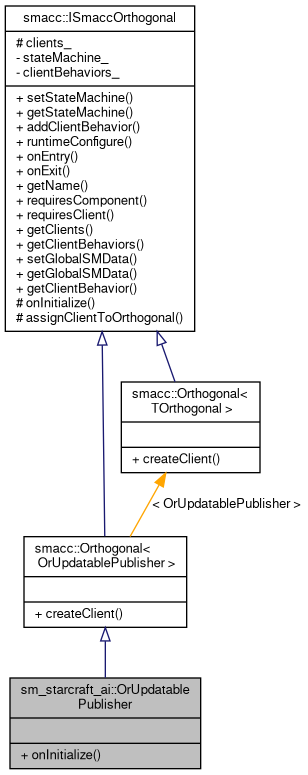 smacc::ISmaccOrthogonal
# clients_
- stateMachine_
- clientBehaviors_
+ setStateMachine()
+ getStateMachine()
+ addClientBehavior()
+ runtimeConfigure()
+ onEntry()
+ onExit()
+ getName()
+ requiresComponent()
+ requiresClient()
+ getClients()
+ getClientBehaviors()
+ setGlobalSMData()
+ getGlobalSMData()
+ getClientBehavior()
# onInitialize()
# assignClientToOrthogonal()
smacc::Orthogonal<
TOrthogonal >
+ createClient()
< OrUpdatablePublisher >
smacc::Orthogonal<
OrUpdatablePublisher >
+ createClient()
sm_starcraft_ai::OrUpdatable
Publisher
+ onInitialize()